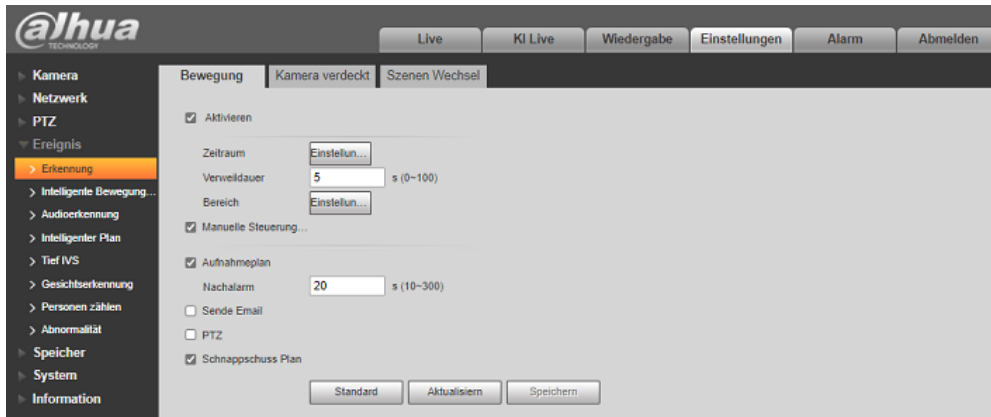 alhua
TECHNOLOGY
Live
KI Live
Wiedergabe
Einstellungen
Alarm
Abmelden
Kamera
Netzwerk
PTZ
Ereignis
Erkennung
Intelligente Bewegung...
Audioerkennung
Intelligenter Plan
Tief IVS
Gesichtserkennung
Personen zählen
Abnormalität
Speicher
System
Information
Bewegung
Kamera verdeckt
Szenen Wechsel
Aktivieren
Zeitraum Einstellun...
Verweildauer 5 s (0~100)
Bereich Einstellun...
Manuelle Steuerung...
Aufnahmeplan
Nachalarm 20 s (10~300)
Sende Email
PTZ
Schnappschuss Plan
Standard Aktualisiern Speichern